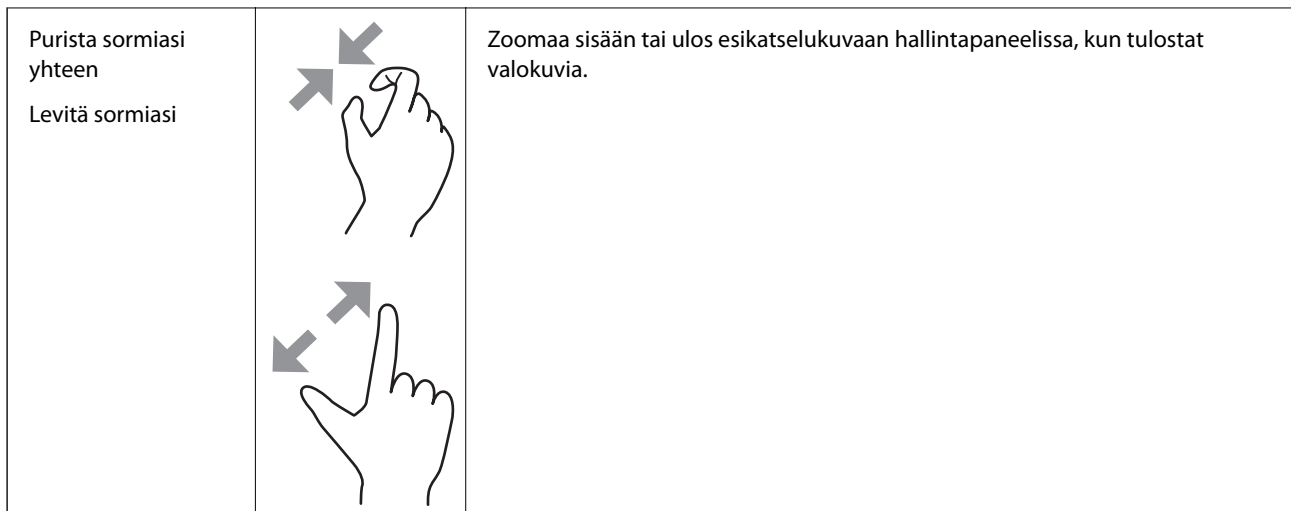 Purista sormiasi
yhteen
Levitä sormiasi
Zoomaa sisään tai ulos esikatselukuvaan hallintapaneelissa, kun tulostat
valokuvia.